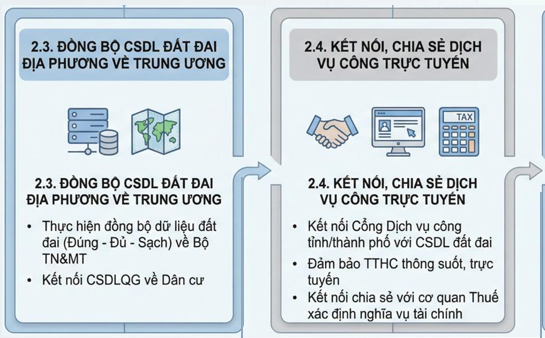 2.3. ĐỒNG BỘ CSDL ĐẤT ĐAI
ĐỊA PHƯƠNG VỀ TRUNG ƯƠNG
2.3. ĐỒNG BỘ CSDL ĐẤT ĐAI
ĐỊA PHƯƠNG VỀ TRUNG ƯƠNG
• Thực hiện đồng bộ dữ liệu đất
đai (Đúng - Đủ - Sạch) về Bộ
TN&MT
• Kết nối CSDLQG về Dân cư
2.4. KẾT NỐI, CHIA SẺ DỊCH
VỤ CÔNG TRỰC TUYẾN
TAX
2.4. KẾT NỐI, CHIA SẺ DỊCH
VỤ CÔNG TRỰC TUYẾN
• Kết nối Cổng Dịch vụ công
tỉnh/thành phố với CSDL đất đai
• Đảm bảo TTHC thông suốt, trực
tuyến
• Kết nối chia sẻ với cơ quan Thuế
xác định nghĩa vụ tài chính